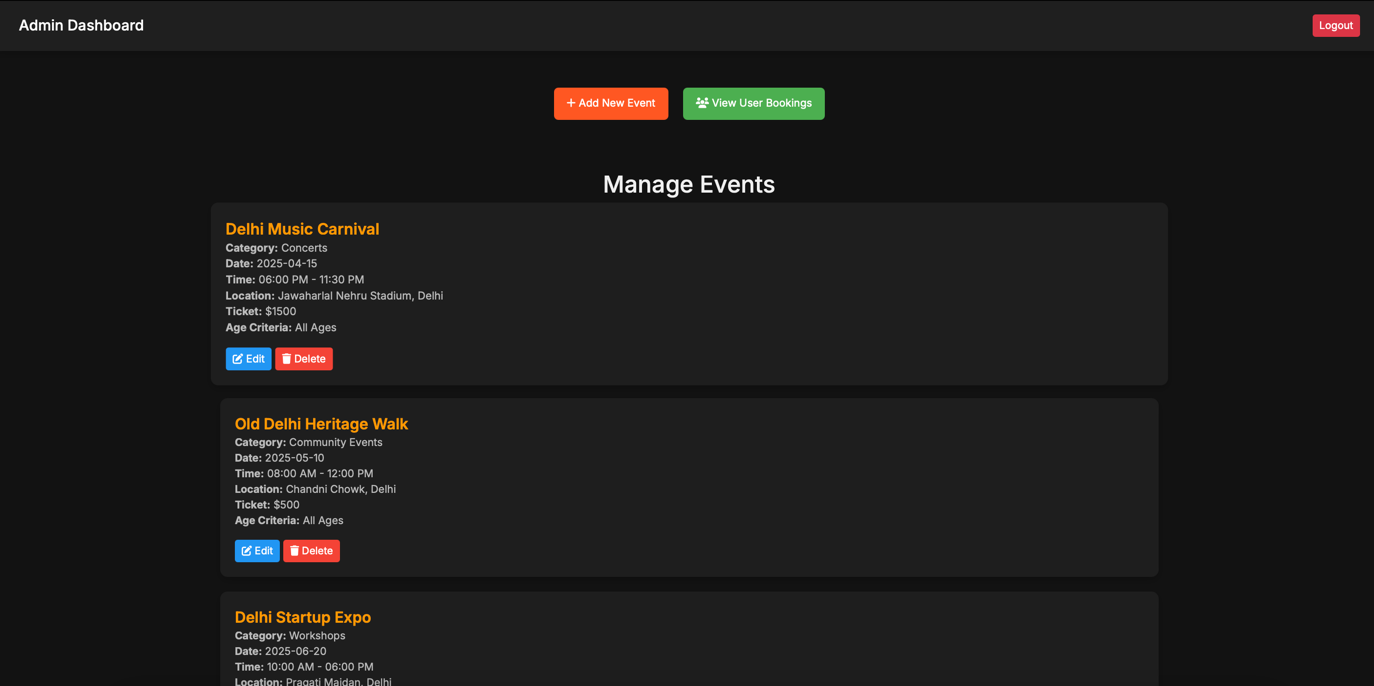 Admin Dashboard
Logout
+ Add New Event
View User Bookings
Manage Events
Delhi Music Carnival
Category: Concerts
Date: 2025-04-15
Time: 06:00 PM - 11:30 PM
Location: Jawaharlal Nehru Stadium, Delhi
Ticket: $1500
Age Criteria: All Ages
Edit
Delete
Old Delhi Heritage Walk
Category: Community Events
Date: 2025-05-10
Time: 08:00 AM - 12:00 PM
Location: Chandni Chowk, Delhi
Ticket: $500
Age Criteria: All Ages
Edit
Delete
Delhi Startup Expo
Category: Workshops
Date: 2025-06-20
Time: 10:00 AM - 06:00 PM
Location: Pragati Maidan, Delhi